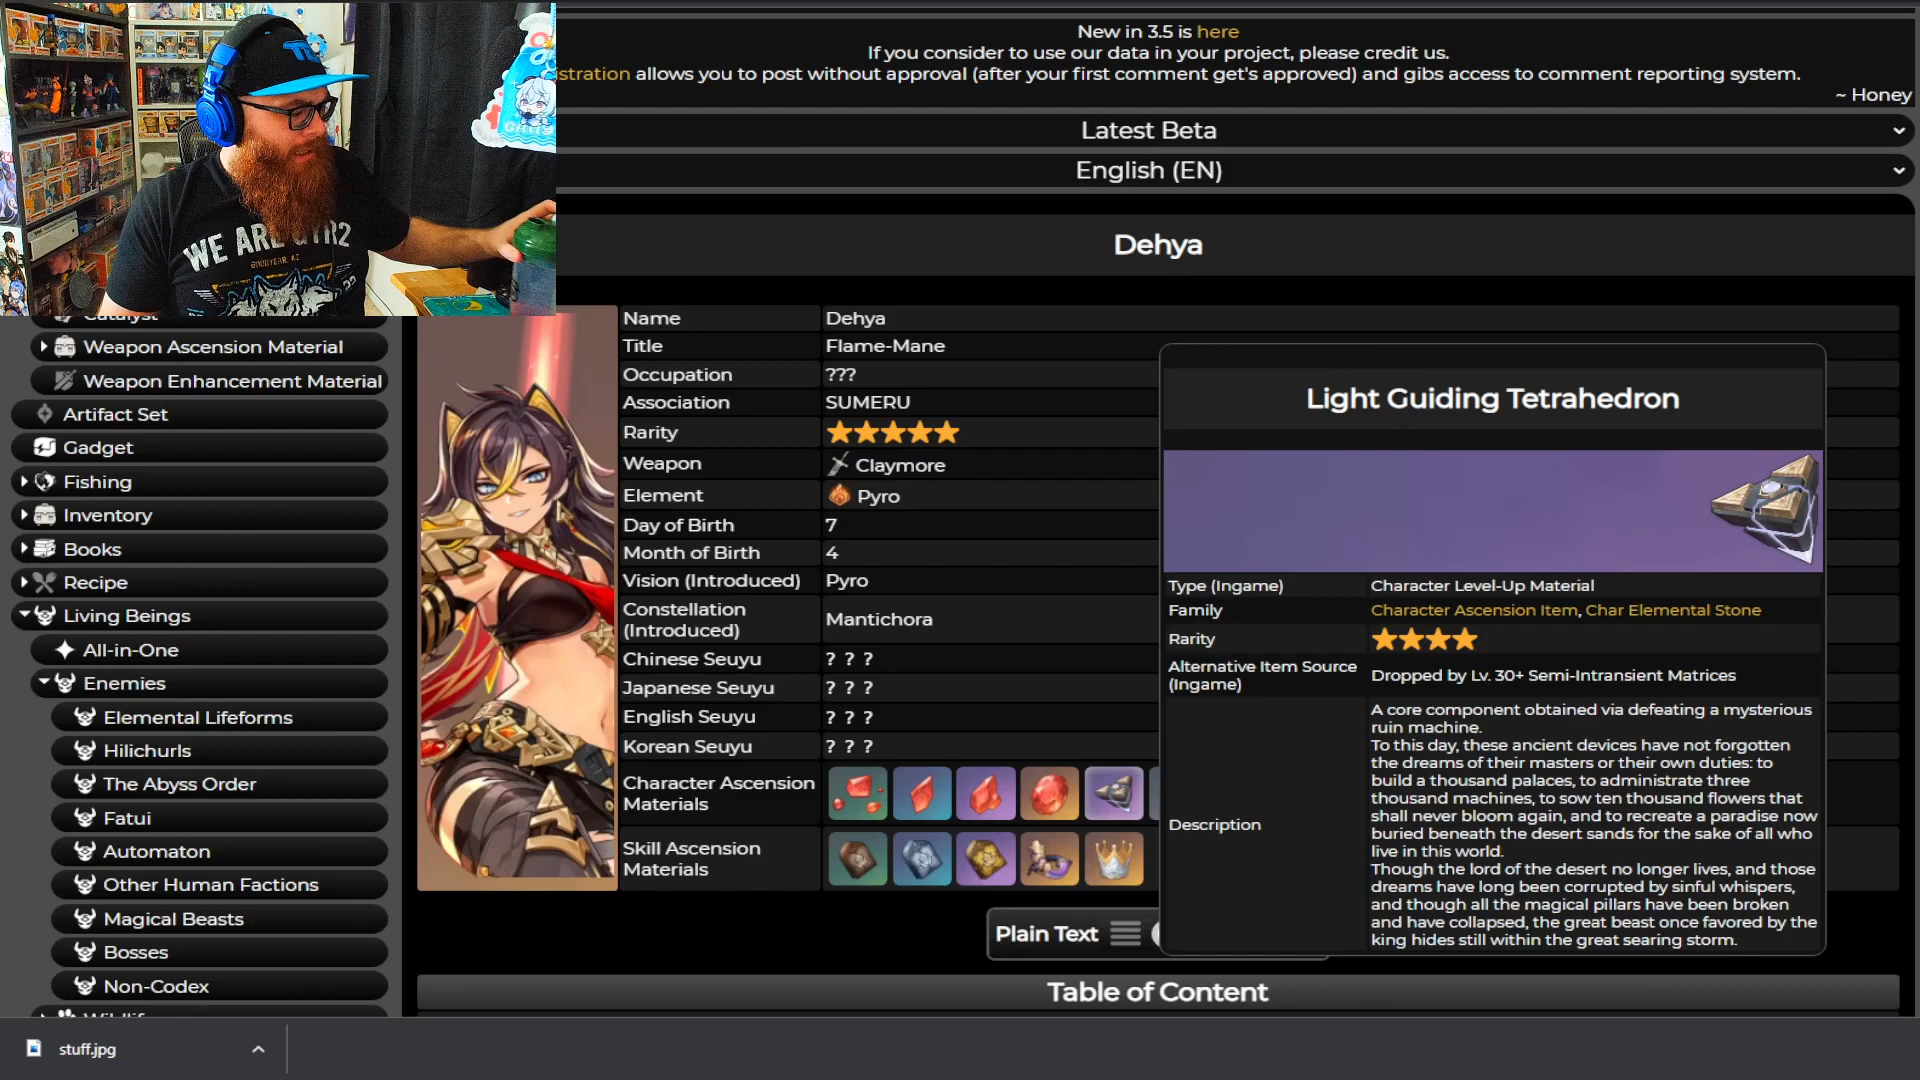 New in 3.5 is here
If you consider to use our data in your project, please credit us.
stration allows you to post without approval (after your first comment get's approved) and gibs access to comment reporting system.
~ Honey
Latest Beta
English (EN)
Dehya
WE ARE GYR2
GOODYEAR, AZ
Catalyst
Weapon Ascension Material
Weapon Enhancement Material
Artifact Set
Gadget
Fishing
Inventory
Books
Recipe
Living Beings
All-in-One
Enemies
Elemental Lifeforms
Hilichurls
The Abyss Order
Fatui
Automaton
Other Human Factions
Magical Beasts
Bosses
Non-Codex
Wildlife
Name Dehya
Title Flame-Mane
Occupation ???
Association SUMERU
Rarity
Weapon Claymore
Element Pyro
Day of Birth 7
Month of Birth 4
Vision (Introduced) Pyro
Constellation (Introduced) Mantichora
Chinese Seuyu ? ? ?
Japanese Seuyu ? ? ?
English Seuyu ? ? ?
Korean Seuyu ? ? ?
Character Ascension
Materials
Skill Ascension
Materials
Light Guiding Tetrahedron
Type (Ingame) Character Level-Up Material
Family Character Ascension Item, Char Elemental Stone
Rarity
Alternative Item Source
(Ingame) Dropped by Lv. 30+ Semi-Intransient Matrices
Description
A core component obtained via defeating a mysterious
ruin machine.
To this day, these ancient devices have not forgotten
the dreams of their masters or their own duties: to
build a thousand palaces, to administrate three
thousand machines, to sow ten thousand flowers that
shall never bloom again, and to recreate a paradise now
buried beneath the desert sands for the sake of all who
live in this world.
Though the lord of the desert no longer lives, and those
dreams have long been corrupted by sinful whispers,
and though all the magical pillars have been broken
and have collapsed, the great beast once favored by the
king hides still within the great searing storm.
Plain Text
Table of Content
stuff.jpg